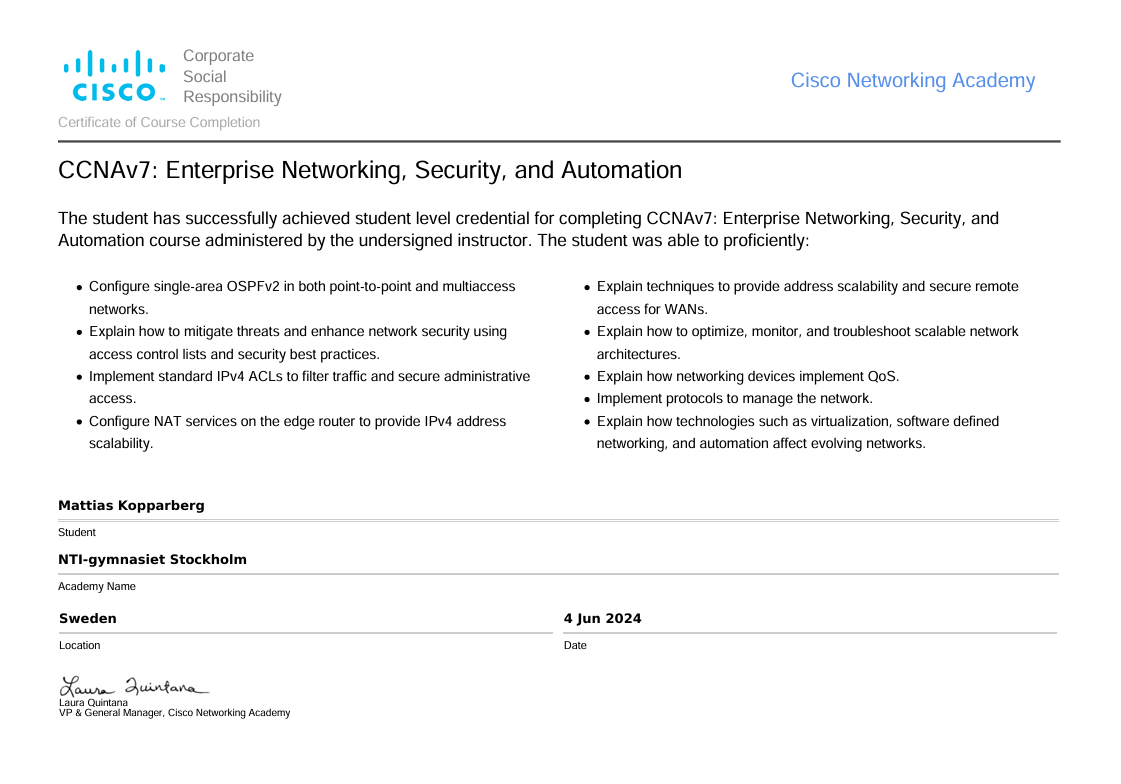 CISCO
Corporate
Social
Responsibility
Cisco Networking Academy
Certificate of Course Completion
CCNAv7: Enterprise Networking, Security, and Automation
The student has successfully achieved student level credential for completing CCNAv7: Enterprise Networking, Security, and
Automation course administered by the undersigned instructor. The student was able to proficiently:
• Configure single-area OSPFv2 in both point-to-point and multiaccess
networks.
• Explain how to mitigate threats and enhance network security using
access control lists and security best practices.
• Implement standard IPv4 ACLs to filter traffic and secure administrative
access.
• Configure NAT services on the edge router to provide IPv4 address
scalability.
• Explain techniques to provide address scalability and secure remote
access for WANs.
• Explain how to optimize, monitor, and troubleshoot scalable network
architectures.
• Explain how networking devices implement QoS.
• Implement protocols to manage the network.
• Explain how technologies such as virtualization, software defined
networking, and automation affect evolving networks.
Mattias Kopparberg
Student
NTI-gymnasiet Stockholm
Academy Name
Sweden
Location
4 Jun 2024
Date
Laura Quintana
Laura Quintana
VP & General Manager, Cisco Networking Academy